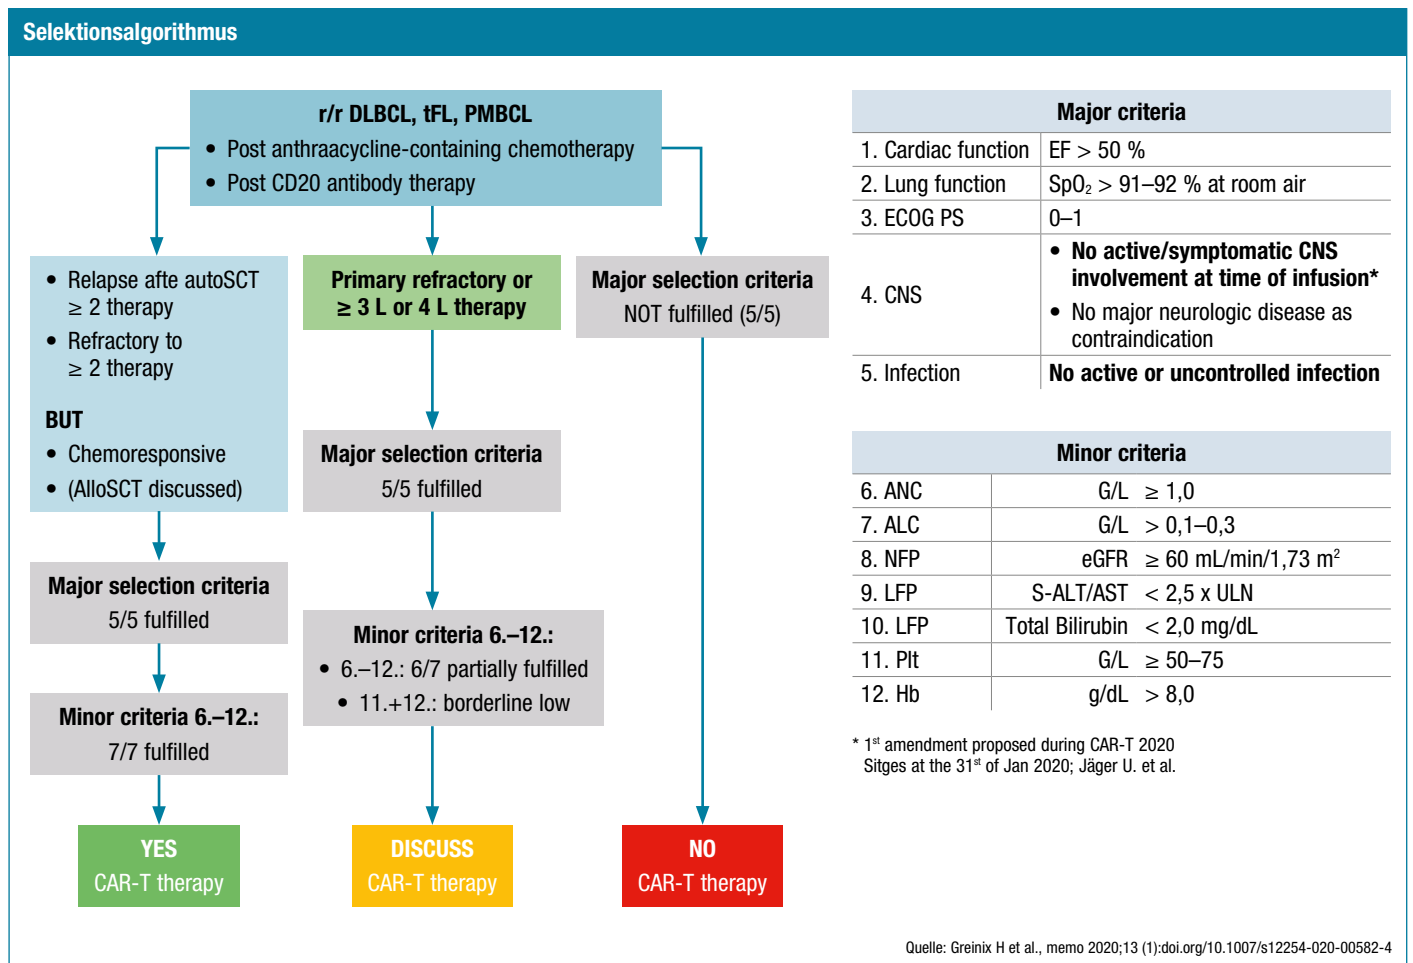 Selektionsalgorithmus
r/r DLBCL, tFL, PMBCL
• Post anthraacycline-containing chemotherapy
• Post CD20 antibody therapy
• Relapse afte autoSCT
≥ 2 therapy
• Refractory to
≥ 2 therapy
BUT
• Chemoresponsive
• (AlloSCT discussed)
Major selection criteria
5/5 fulfilled
Minor criteria 6.–12.:
7/7 fulfilled
YES
CAR-T therapy
Primary refractory or
≥ 3 L or 4 L therapy
Major selection criteria
5/5 fulfilled
Minor criteria 6.–12.:
• 6.–12.: 6/7 partially fulfilled
• 11.+12.: borderline low
DISCUSS
CAR-T therapy
Major selection criteria
NOT fulfilled (5/5)
NO
CAR-T therapy
Major criteria
1. Cardiac function EF > 50 %
2. Lung function SpO₂ > 91–92 % at room air
3. ECOG PS 0–1
4. CNS
• No active/symptomatic CNS
involvement at time of infusion*
• No major neurologic disease as
contraindication
5. Infection No active or uncontrolled infection
Minor criteria
6. ANC G/L ≥ 1,0
7. ALC G/L > 0,1–0,3
8. NFP eGFR ≥ 60 mL/min/1,73 m²
9. LFP S-ALT/AST < 2,5 x ULN
10. LFP Total Bilirubin < 2,0 mg/dL
11. Plt G/L ≥ 50–75
12. Hb g/dL > 8,0
* 1st amendment proposed during CAR-T 2020
Sitges at the 31st of Jan 2020; Jäger U. et al.
Quelle: Greinix H et al., memo 2020;13 (1):doi.org/10.1007/s12254-020-00582-4